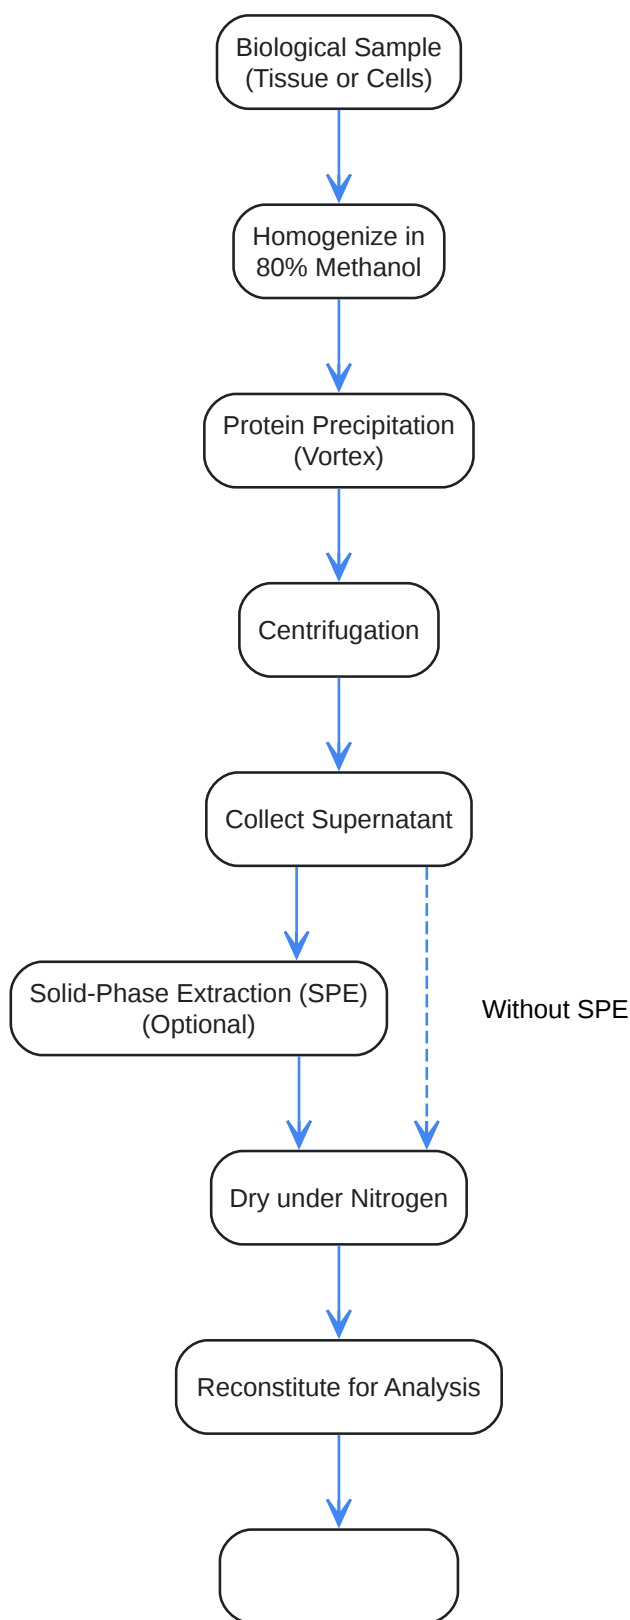 Biological Sample
(Tissue or Cells)
Homogenize in
80% Methanol
Protein Precipitation
(Vortex)
Centrifugation
Collect Supernatant
Solid-Phase Extraction (SPE)
(Optional)
Without SPE
Dry under Nitrogen
Reconstitute for Analysis